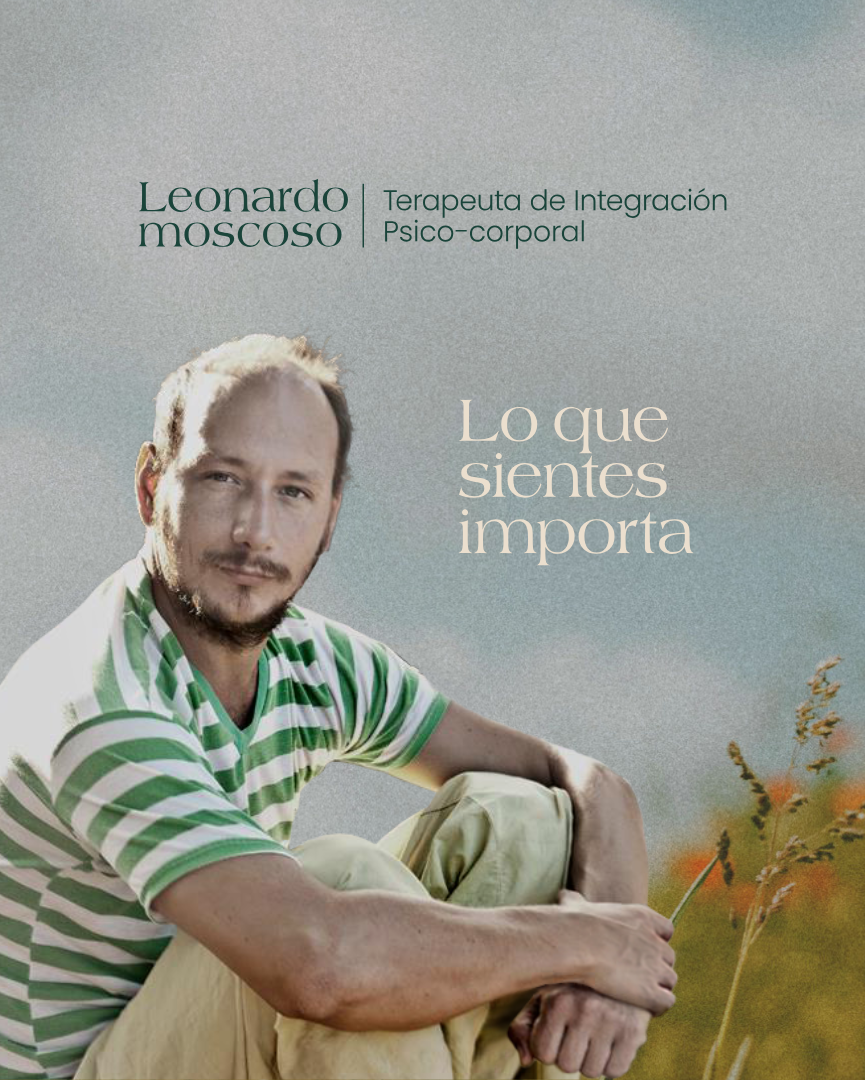 Leonardo
moscoso
Terapeuta de Integración
Psico-corporal
Lo que
sientes
importa